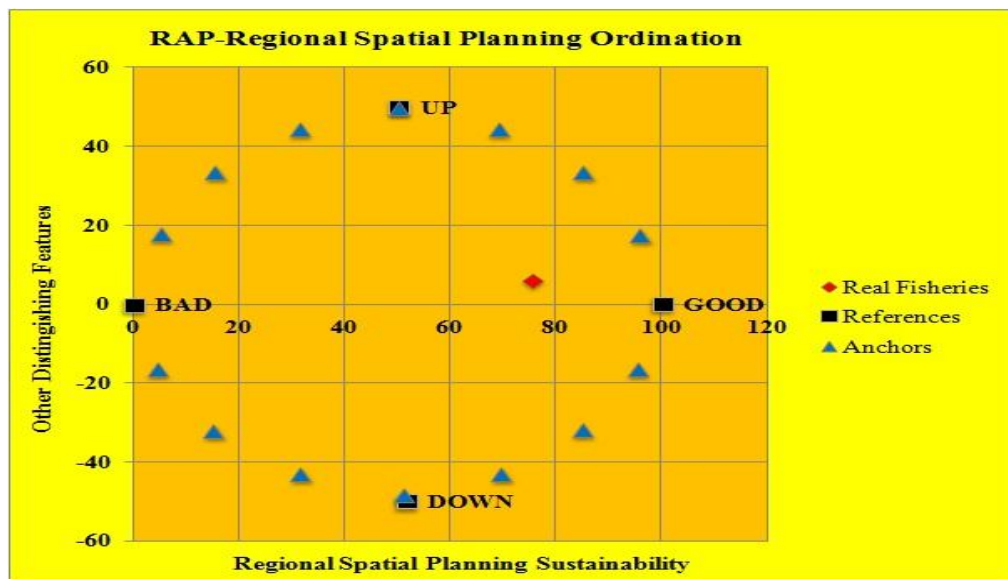 RAP-Regional Spatial Planning Ordination
60
UP
40
20
Other Distingishing Features
Real Fisheries
BAD
GOOD
0
0 20 40 60 80 100 120
References
Anchors
-20
-40
DOWN
-60
Regional Spatial Planning Sustainability